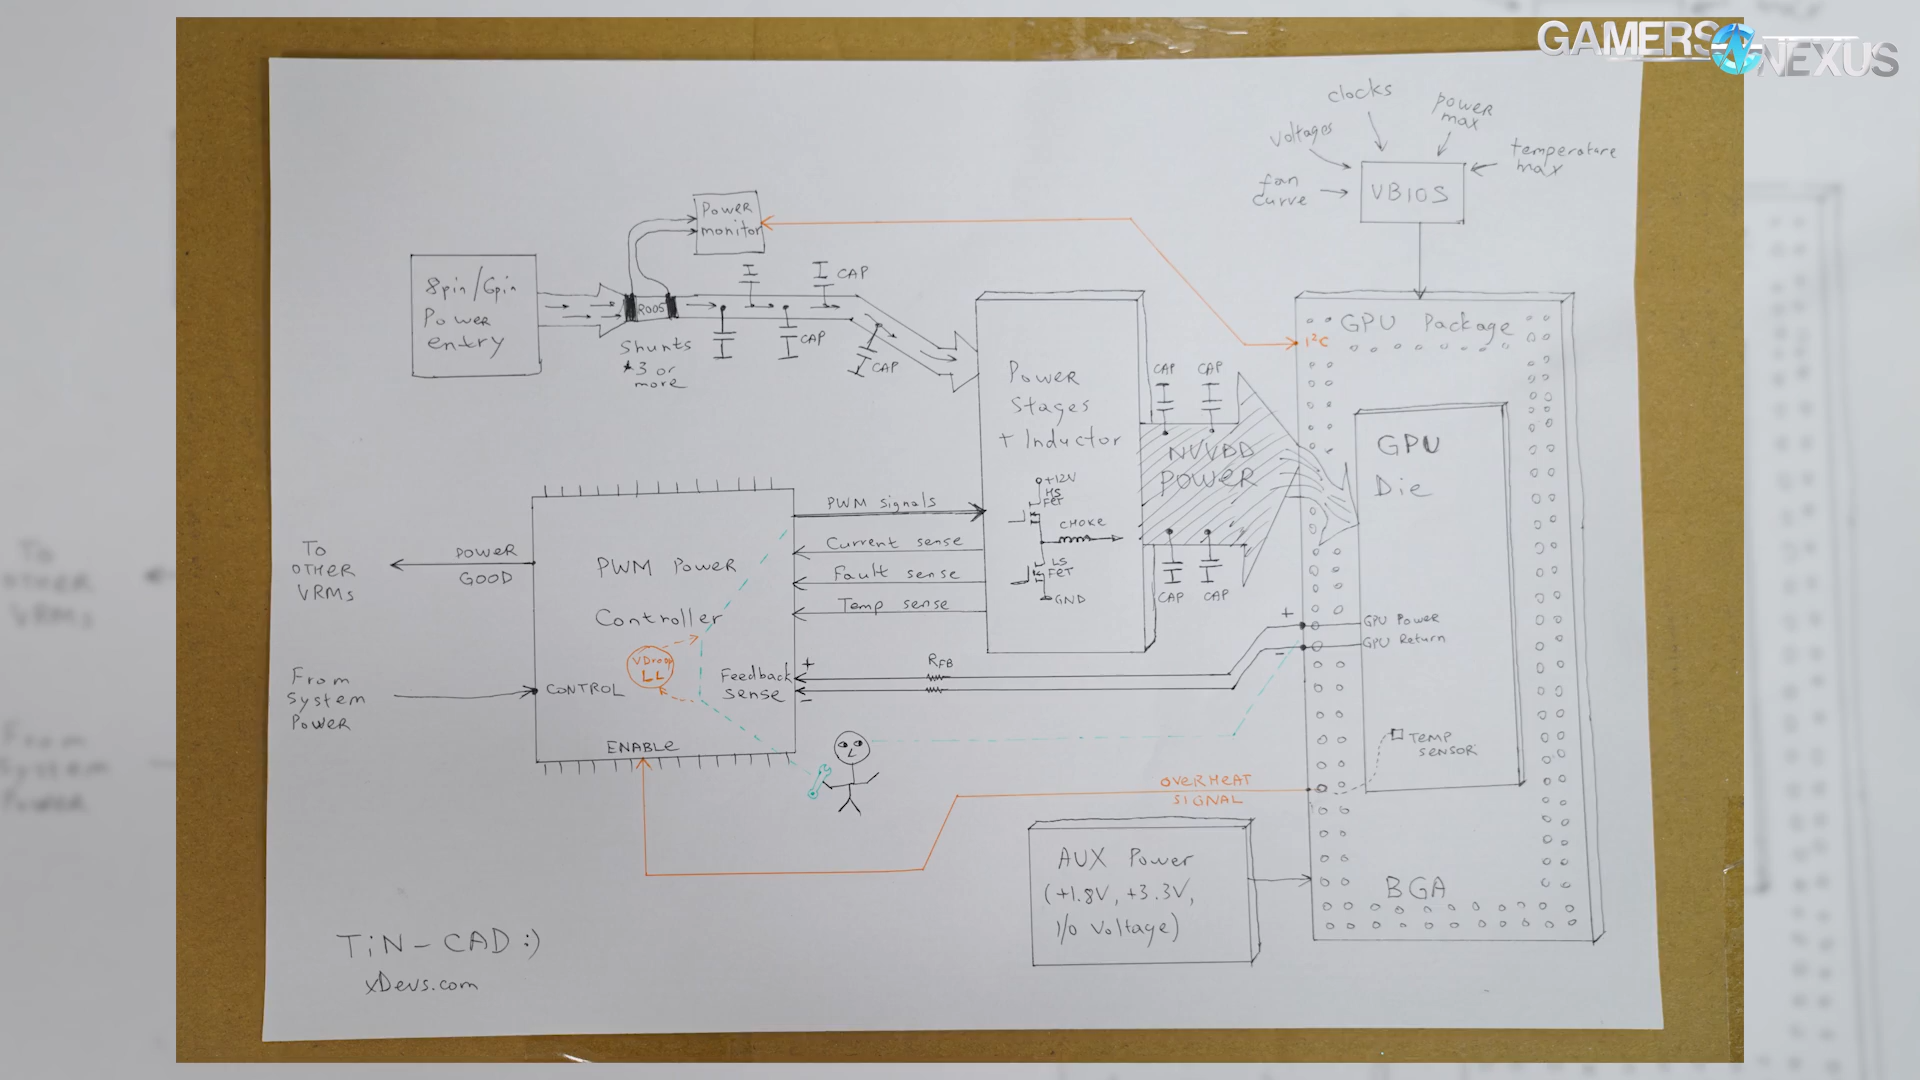 GAMERS NEXUS
clocks
power
max
voltages
temperature
max
fan
curve
VBIOS
Power
monitor
8pin/6pin
Power
entry
R005
Shunts
*3 or
more
CAP
CAP
CAP
Power
Stages
+ Inductor
+12V
HS
FET
CHOKE
LS
FET
GND
CAP
CAP
NVVDD
POWER
CAP
CAP
I²C
GPU Package
GPU
Die
GPU Power
GPU Return
TEMP
SENSOR
BGA
To
OTHER
VRMs
POWER
GOOD
From
System
Power
PWM Power
Controller
VDroop
LL
CONTROL
Feedback
sense
ENABLE
PWM signals
Current sense
Fault sense
Temp sense
+
-
RFB
+
-
OVERHEAT
SIGNAL
AUX Power
(+1.8V, +3.3V,
I/O Voltage)
TiN-CAD :)
xDevs.com